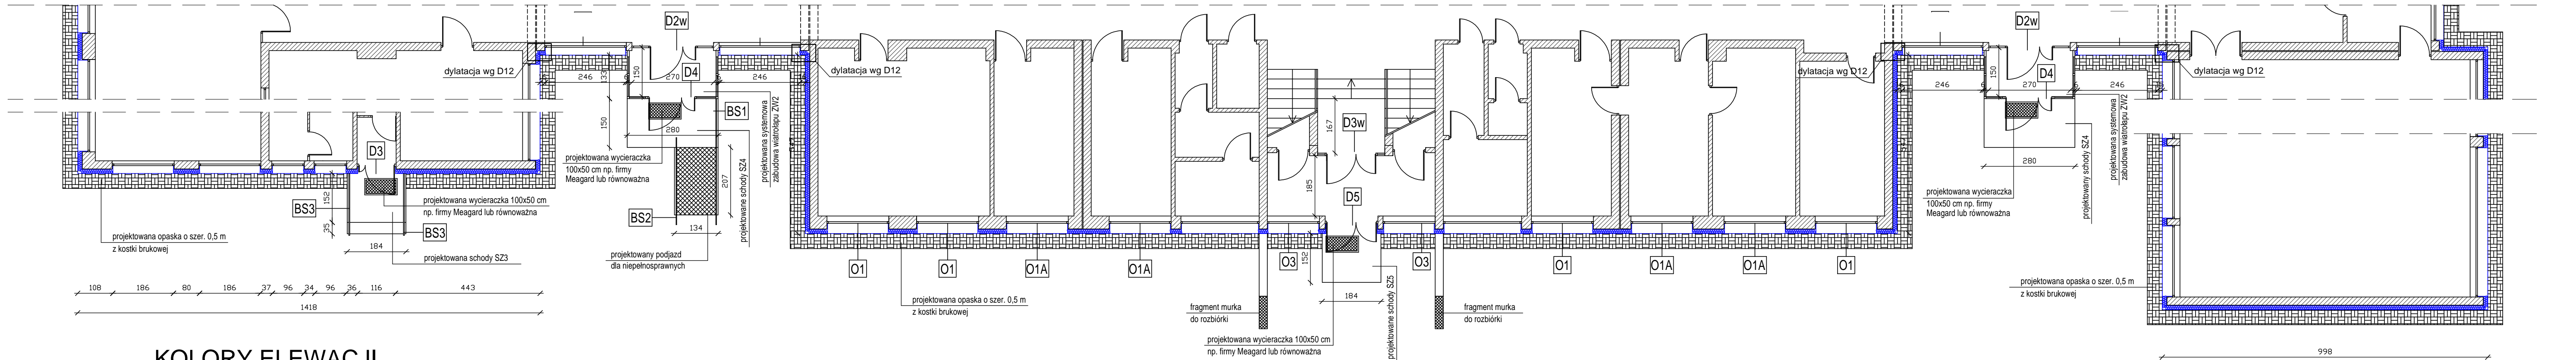 D2w
D2w
dylatacja wg D12
246
133
150
270
D4
246
dylatacja wg D12
dylatacja wg D12
246
150
270
D4
246
dylatacja wg D12
BS1
150
280
projektowana systemowa
zabudowa wiatrołapu ZW2
167
D3w
280
projektowana systemowa
zabudowa wiatrołapu ZW2
D3
projektowana wycieraczka
100x50 cm np. firmy
Meagard lub równoważna
207
projektowane schody SZ4
185
D5
projektowana wycieraczka
100x50 cm np. firmy
Meagard lub równoważna
projektowany schody SZ4
152
35
BS3
projektowana wycieraczka 100x50 cm
np. firmy Meagard lub równoważna
BS3
BS2
134
184
projektowana opaska o szer. 0,5 m
z kostki brukowej
projektowana schody SZ3
projektowany podjazd
dla niepełnosprawnych
O1
O1
O1A
O1A
O3
152
O3
O1
O1A
O1A
O1
108
186
80
186
37
96
34
96
36
116
443
1418
projektowana opaska o szer. 0,5 m
z kostki brukowej
fragment murka
do rozbiórki
184
projektowane schody SZ5
fragment murka
do rozbiórki
projektowana opaska o szer. 0,5 m
z kostki brukowej
projektowana wycieraczka 100x50 cm
np. firmy Meagard lub równoważna
998
KOLORY ELEWACJI